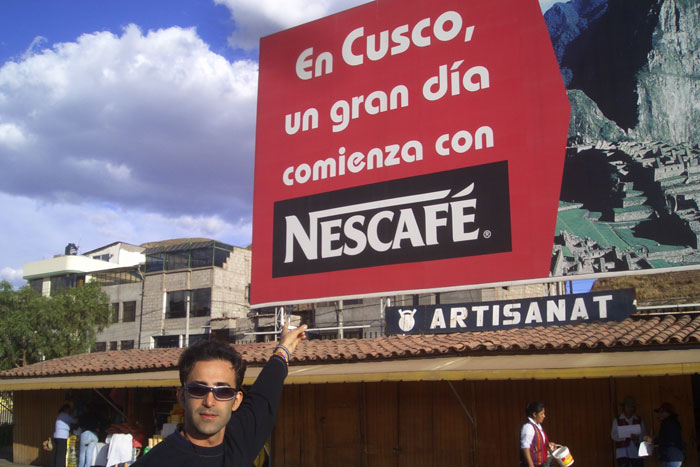 En Cusco,
un gran día
comienza con
NESCAFÉ®
ARTISANAT